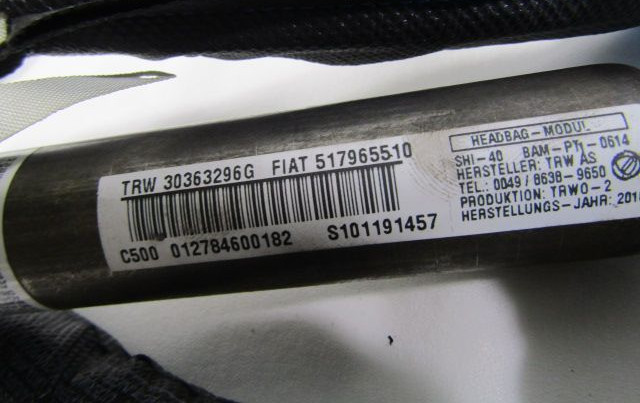 TRW 30363296G FIAT 517965510
C500 012784600182 S101191457
HEADBAG-MODUL
SHI-40 BAM-PT1-0614
HERSTELLER: TRW AS
TEL.: 0049/8638-9650
PRODUKTION: TRWO-2
HERSTELLUNGS-JAHR: